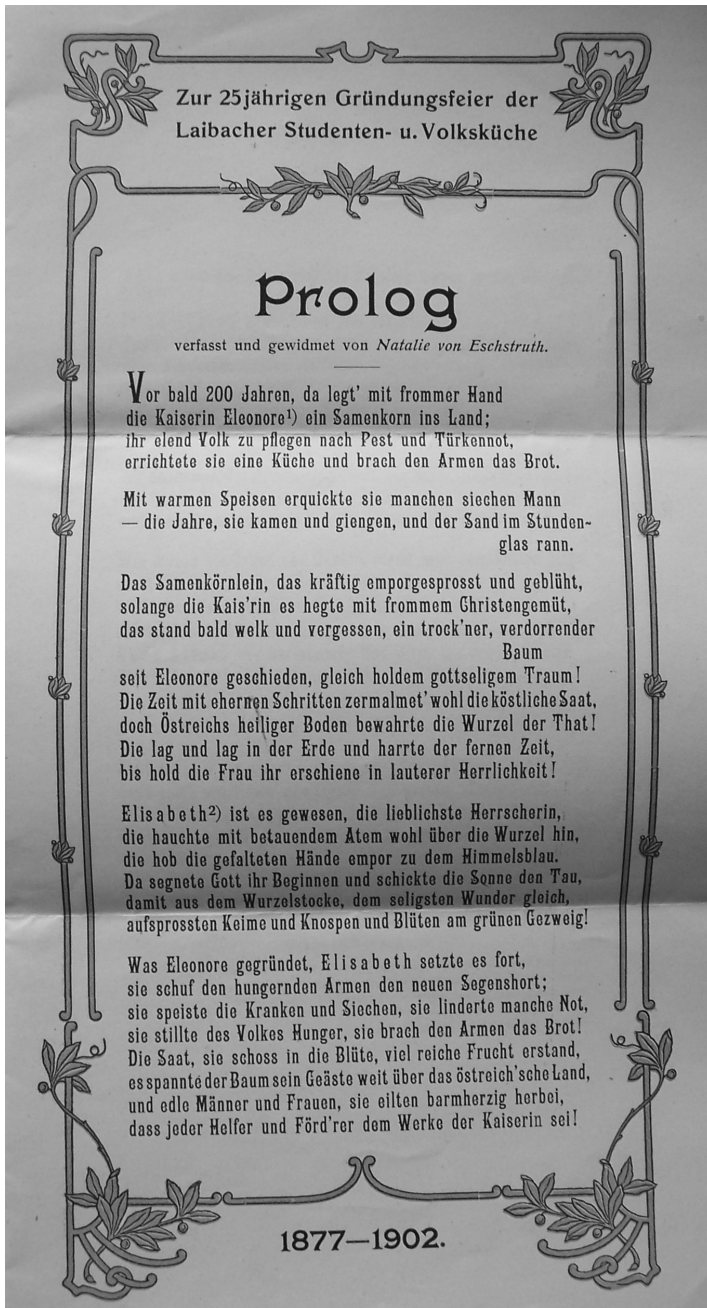 Zur 25jährigen Gründungsfeier der
Laibacher Studenten- u. Volksküche
Prolog
verfasst und gewidmet von Natalie von Eschstruth.
Vor bald 200 Jahren, da legt' mit frommer Hand
die Kaiserin Eleonore¹) ein Samenkorn ins Land;
ihr elend Volk zu pflegen nach Pest und Türkennot,
errichtete sie eine Küche und brach den Armen das Brot.
Mit warmen Speisen erquickte sie manchen siechen Mann
— die Jahre, sie kamen und giengen, und der Sand im Stunden-
glas rann.
Das Samenkörnlein, das kräftig emporgesprosst und geblüht,
solange die Kais'rin es hegte mit frommem Christengemüt,
das stand bald welk und vergessen, ein trock'ner, verdorrender
Baum
seit Eleonore geschieden, gleich holdem gottseligem Traum!
Die Zeit mit ehernen Schritten zermalmet' wohl die köstliche Saat,
doch Östreichs heiliger Boden bewahrte die Wurzel der That!
Die lag und lag in der Erde und harrte der fernen Zeit,
bis hold die Frau ihr erschiene in lauterer Herrlichkeit!
Elisabeth²) ist es gewesen, die lieblichste Herrscherin,
die hauchte mit betauendem Atem wohl über die Wurzel hin,
die hob die gefalteten Hände empor zu dem Himmelsblau.
Da segnete Gott ihr Beginnen und schickte die Sonne den Tau,
damit aus dem Wurzelstocke, dem seligsten Wunder gleich,
aufsprossten Keime und Knospen und Blüten am grünen Gezweig!
Was Eleonore gegründet, Elisabeth setzte es fort,
sie schuf den hungernden Armen den neuen Segenshort;
sie speiste die Kranken und Siechen, sie linderte manche Not,
sie stillte des Volkes Hunger, sie brach den Armen das Brot!
Die Saat, sie schoss in die Blüte, viel reiche Frucht erstand,
es spannte der Baum sein Geäste weit über das östreich'sche Land,
und edle Männer und Frauen, sie eilten barmherzig herbei,
dass jeder Helfer und Förd'rer dem Werke der Kaiserin sei!
1877—1902.